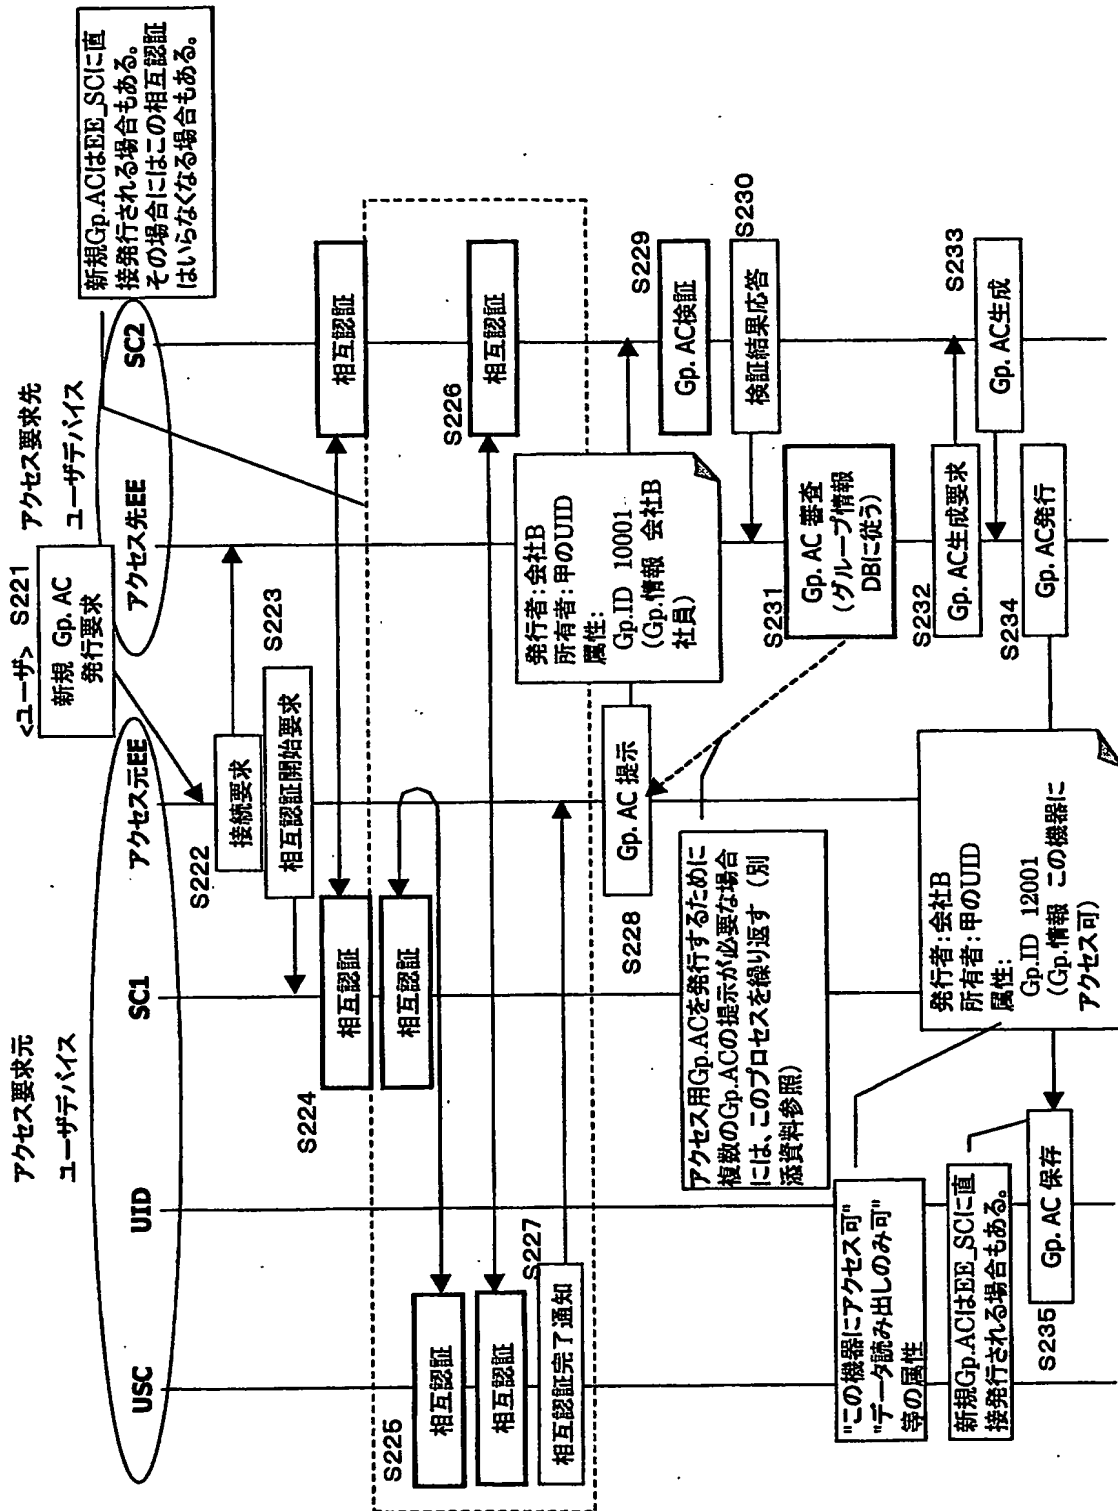 アクセス要求元
ユーザデバイス
USC
UID
SC1
アクセス元EE
<ユーザ> S221
新規 Gp. AC
発行要求
アクセス要求先
ユーザデバイス
アクセス先EE
SC2
新規Gp.ACはEE_SCに直
接発行される場合もある。
その場合にはこの相互認証
はいらなくなる場合もある。
S222
接続要求
S223
相互認証開始要求
S224
相互認証
相互認証
S225
相互認証
相互認証
S226
相互認証
相互認証
S227
相互認証完了通知
S228
Gp. AC 提示
発行者:会社B
所有者:甲のUID
属性:
Gp.ID 10001
(Gp.情報 会社B
社員)
S229
Gp. AC検証
S230
検証結果応答
S231
Gp. AC 審査
(グループ情報
DBに従う)
アクセス用Gp.ACを発行するために
複数のGp.ACの提示が必要な場合
には、このプロセスを繰り返す(別
添資料参照)
S232
Gp. AC生成要求
S233
Gp. AC生成
S234
Gp. AC発行
発行者:会社B
所有者:甲のUID
属性:
Gp.ID 12001
(Gp.情報 この機器に
アクセス可)
"この機器にアクセス可"
"データ読み出しのみ可"
等の属性
新規Gp.ACはEE_SCに直
接発行される場合もある。
S235
Gp. AC 保存